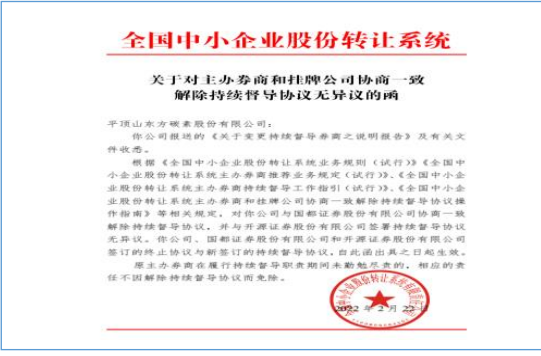 全国中小企业股份转让系统
关于对主办券商和挂牌公司协商一致
解除持续督导协议无异议的函
平顶山东方碳素股份有限公司：
你公司报送的《关于变更持续督导券商之说明报告》及有关文
件收悉。
根据《全国中小企业股份转让系统业务规则（试行）》《全国中
小企业股份转让系统主办券商推荐业务规定（试行）》、《全国中小企
业股份转让系统主办券商持续督导工作指引（试行）》、《全国中小企
业股份转让系统主办券商和挂牌公司协商一致解除持续督导协议操
作指南》等相关规定，对你公司与国都证券股份有限公司协商一致
解除持续督导协议，并与开源证券股份有限公司签署持续督导协议
无异议。你公司、国都证券股份有限公司和开源证券股份有限公司
签订的终止协议与新签订的持续督导协议，自此函出具之日起生效。
原主办券商在履行持续督导职责期间未勤勉尽责的，相应的责
任不因解除持续督导协议而免除。
2022 年 2 月 22 日